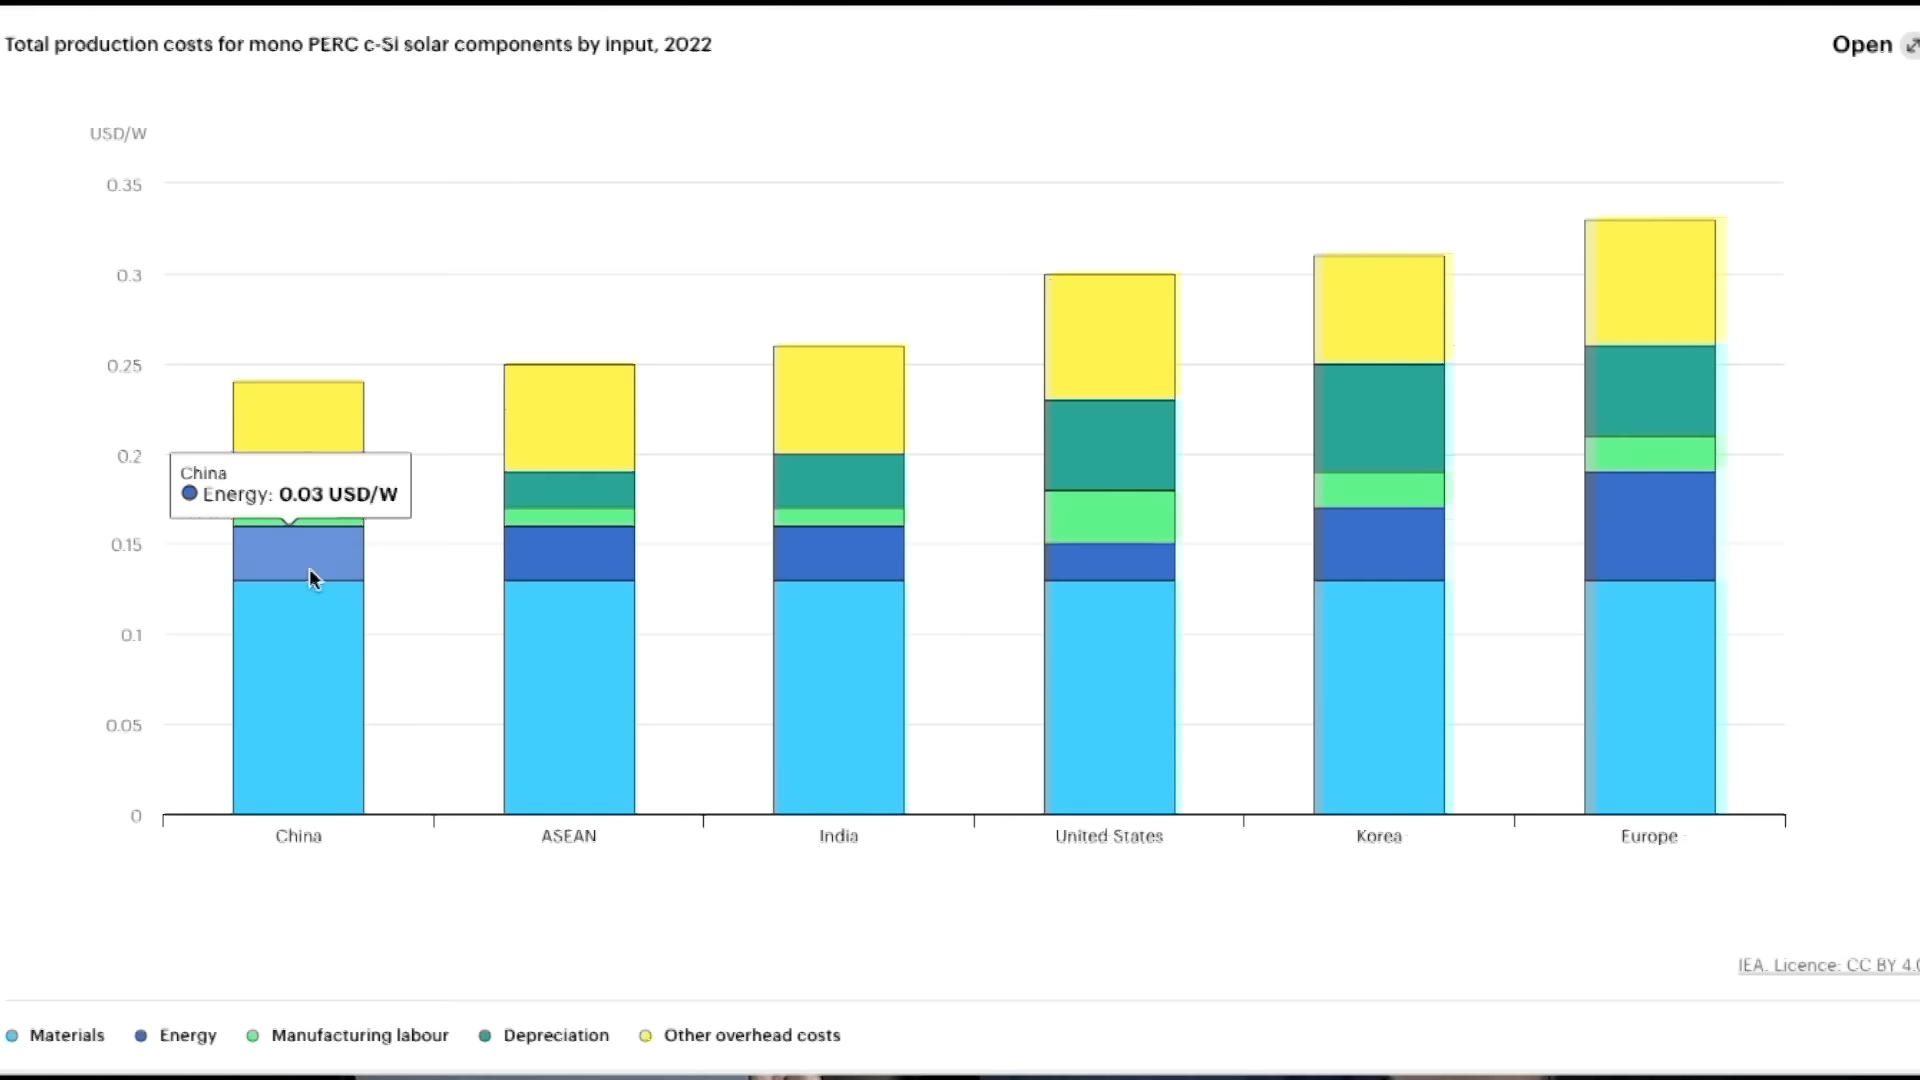 Total production costs for mono PERC c-Si solar components by input, 2022
Open
USD/W
0.35
0.3
0.25
0.2
0.15
0.1
0.05
0
China
Energy: 0.03 USD/W
China
ASEAN
India
United States
Korea
Europe
IEA. Licence: CC BY 4.0
Materials
Energy
Manufacturing labour
Depreciation
Other overhead costs